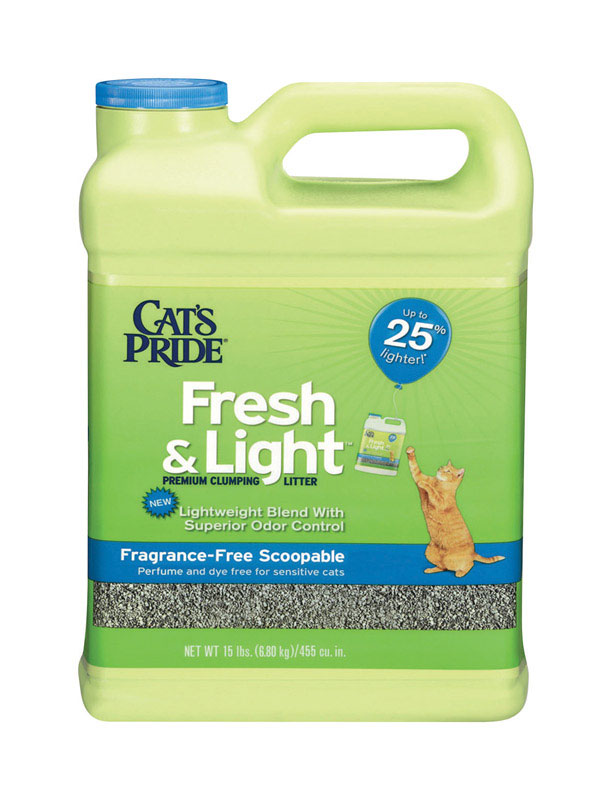 CAT'S
PRIDE®
Up to
25%
lighter!*
Fresh
& Light™
PREMIUM CLUMPING LITTER
NEW
Lightweight Blend With
Superior Odor Control
Fragrance-Free Scoopable
Perfume and dye free for sensitive cats
NET WT 15 lbs. (6.80 kg)/455 cu. in.